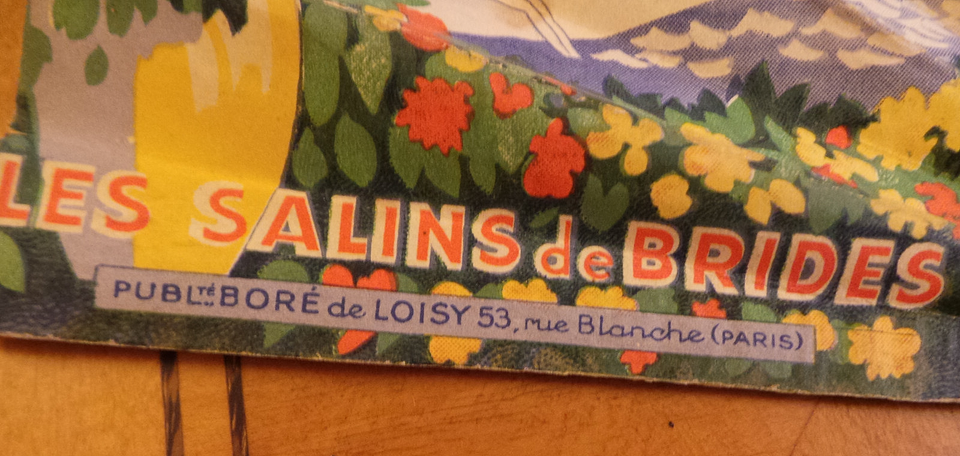 LES SALINS de BRIDES
PUBLTÉ BORÉ de LOISY 53, rue Blanche (PARIS)